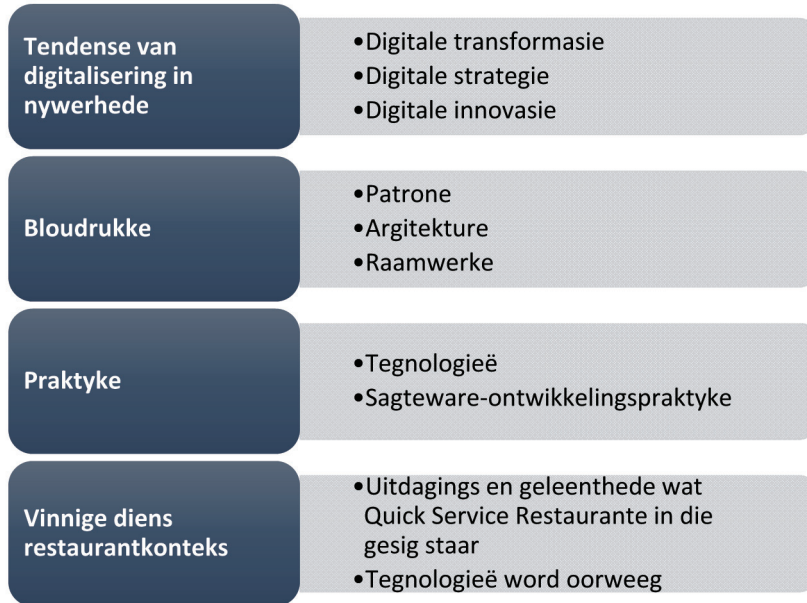 Tendense van
digitalisering in
nywerhede
•Digitale transformasie
•Digitale strategie
•Digitale innovasie
Bloudrukke
•Patrone
•Argitekture
•Raamwerke
Praktyke
•Tegnologieë
•Sagteware-ontwikkelingspraktyke
Vinnige diens
restaurantkonteks
•Uitdagings en geleenthede wat
Quick Service Restaurante in die
gesig staar
•Tegnologieë word oorweeg